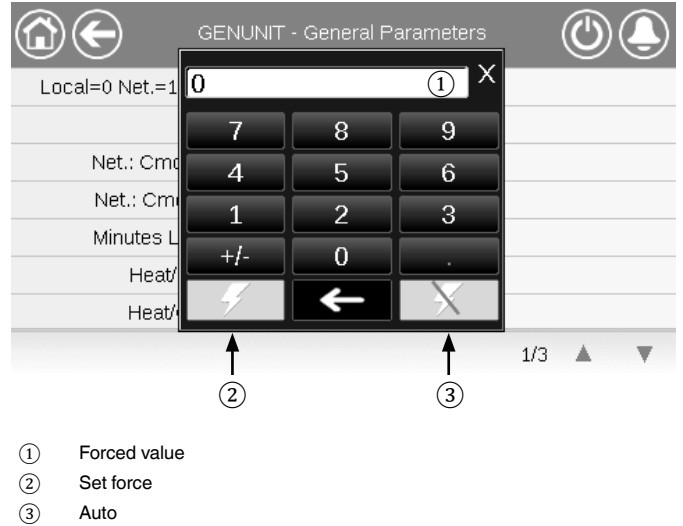 GENUNIT - General Parameters
Local=0 Net.=1
0 ① X
7 8 9
Net.: Cmd
4 5 6
Net.: Cm
1 2 3
Minutes L
+/- 0 .
Heat/
Heat/
1/3
② ③
① Forced value
② Set force
③ Auto